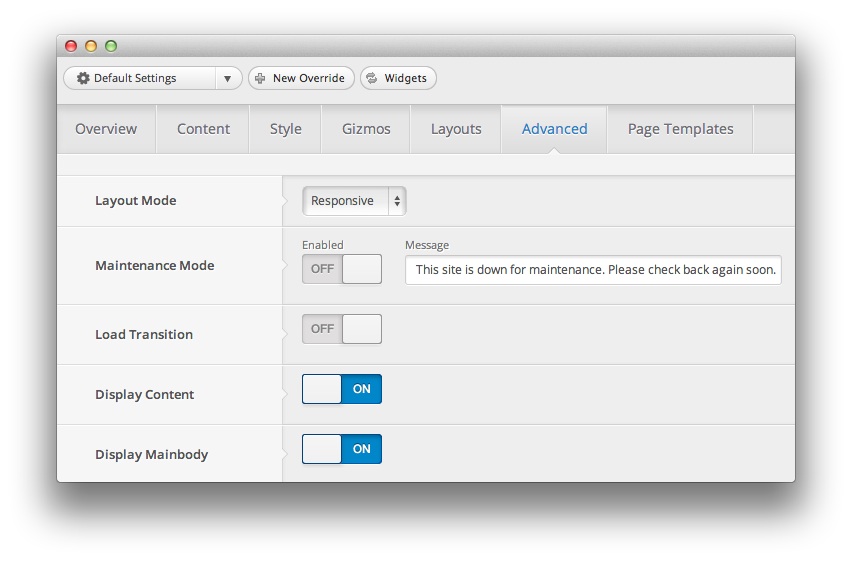 Default Settings New Override Widgets
Overview Content Style Gizmos Layouts Advanced Page Templates
Layout Mode Responsive
Enabled Message
Maintenance Mode OFF This site is down for maintenance. Please check back again soon.
Load Transition OFF
Display Content ON
Display Mainbody ON